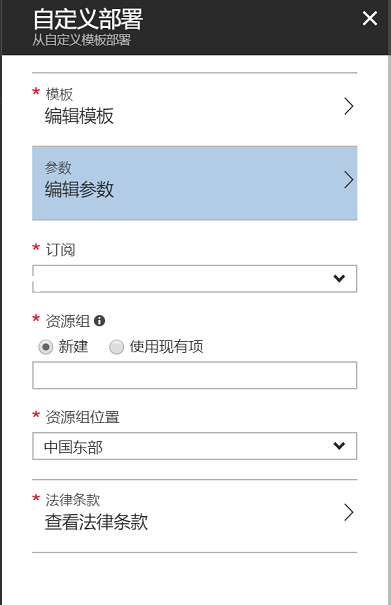 自定义部署
从自定义模板部署
* 模板
编辑模板
参数
编辑参数
* 订阅
* 资源组
新建 使用现有项
* 资源组位置
中国东部
* 法律条款
查看法律条款